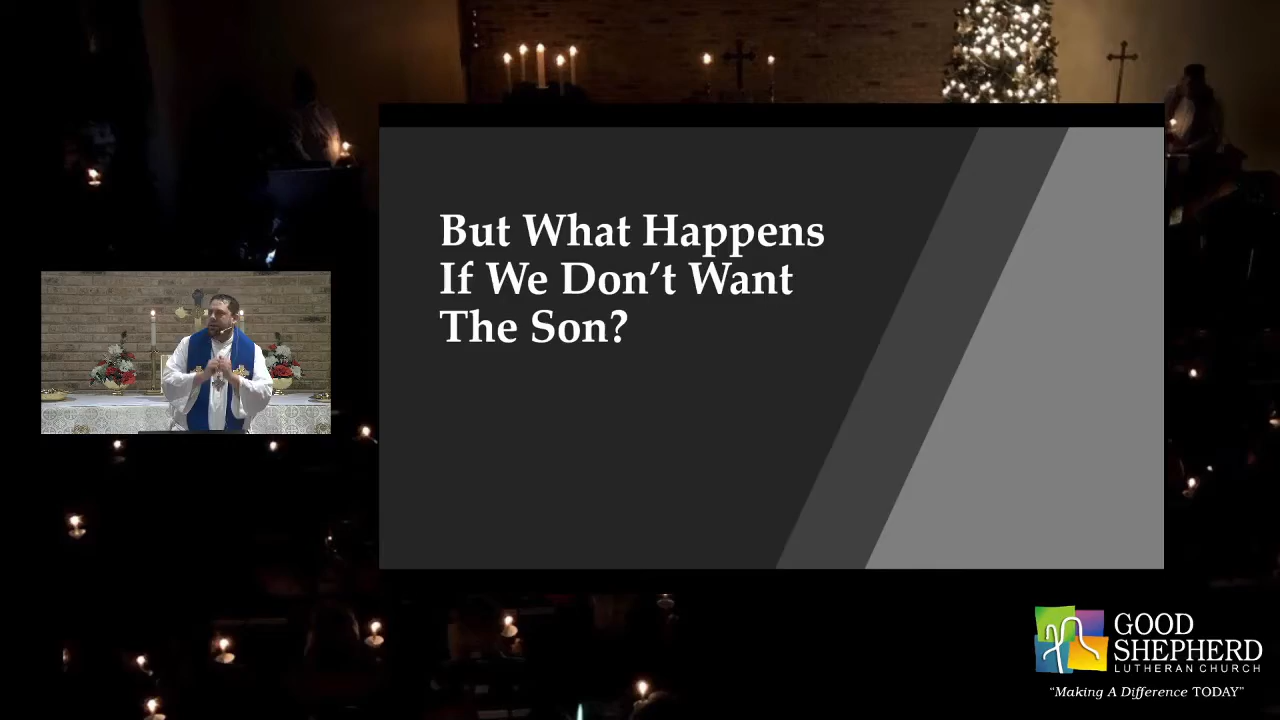 But What Happens
If We Don’t Want
The Son?
GOOD
SHEPHERD
LUTHERAN CHURCH
“Making A Difference TODAY”